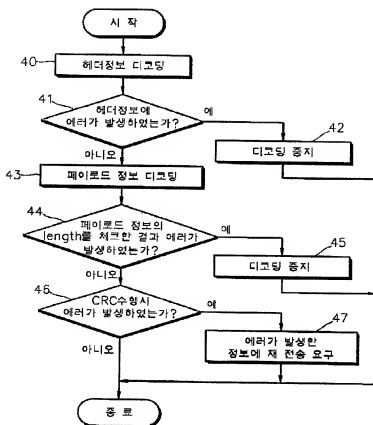 시 작
40
헤더정보 디코딩
41
헤더정보에
에러가 발생하였는가?
예
42
디코딩 중지
아니오
43
페이로드 정보 디코딩
44
페이로드 정보의
length를 체크한 결과 에러가
발생하였는가?
예
45
디코딩 중지
아니오
46
CRC수행시
에러가 발생하였는가?
예
47
에러가 발생한
정보에 재 전송 요구
아니오
종 료